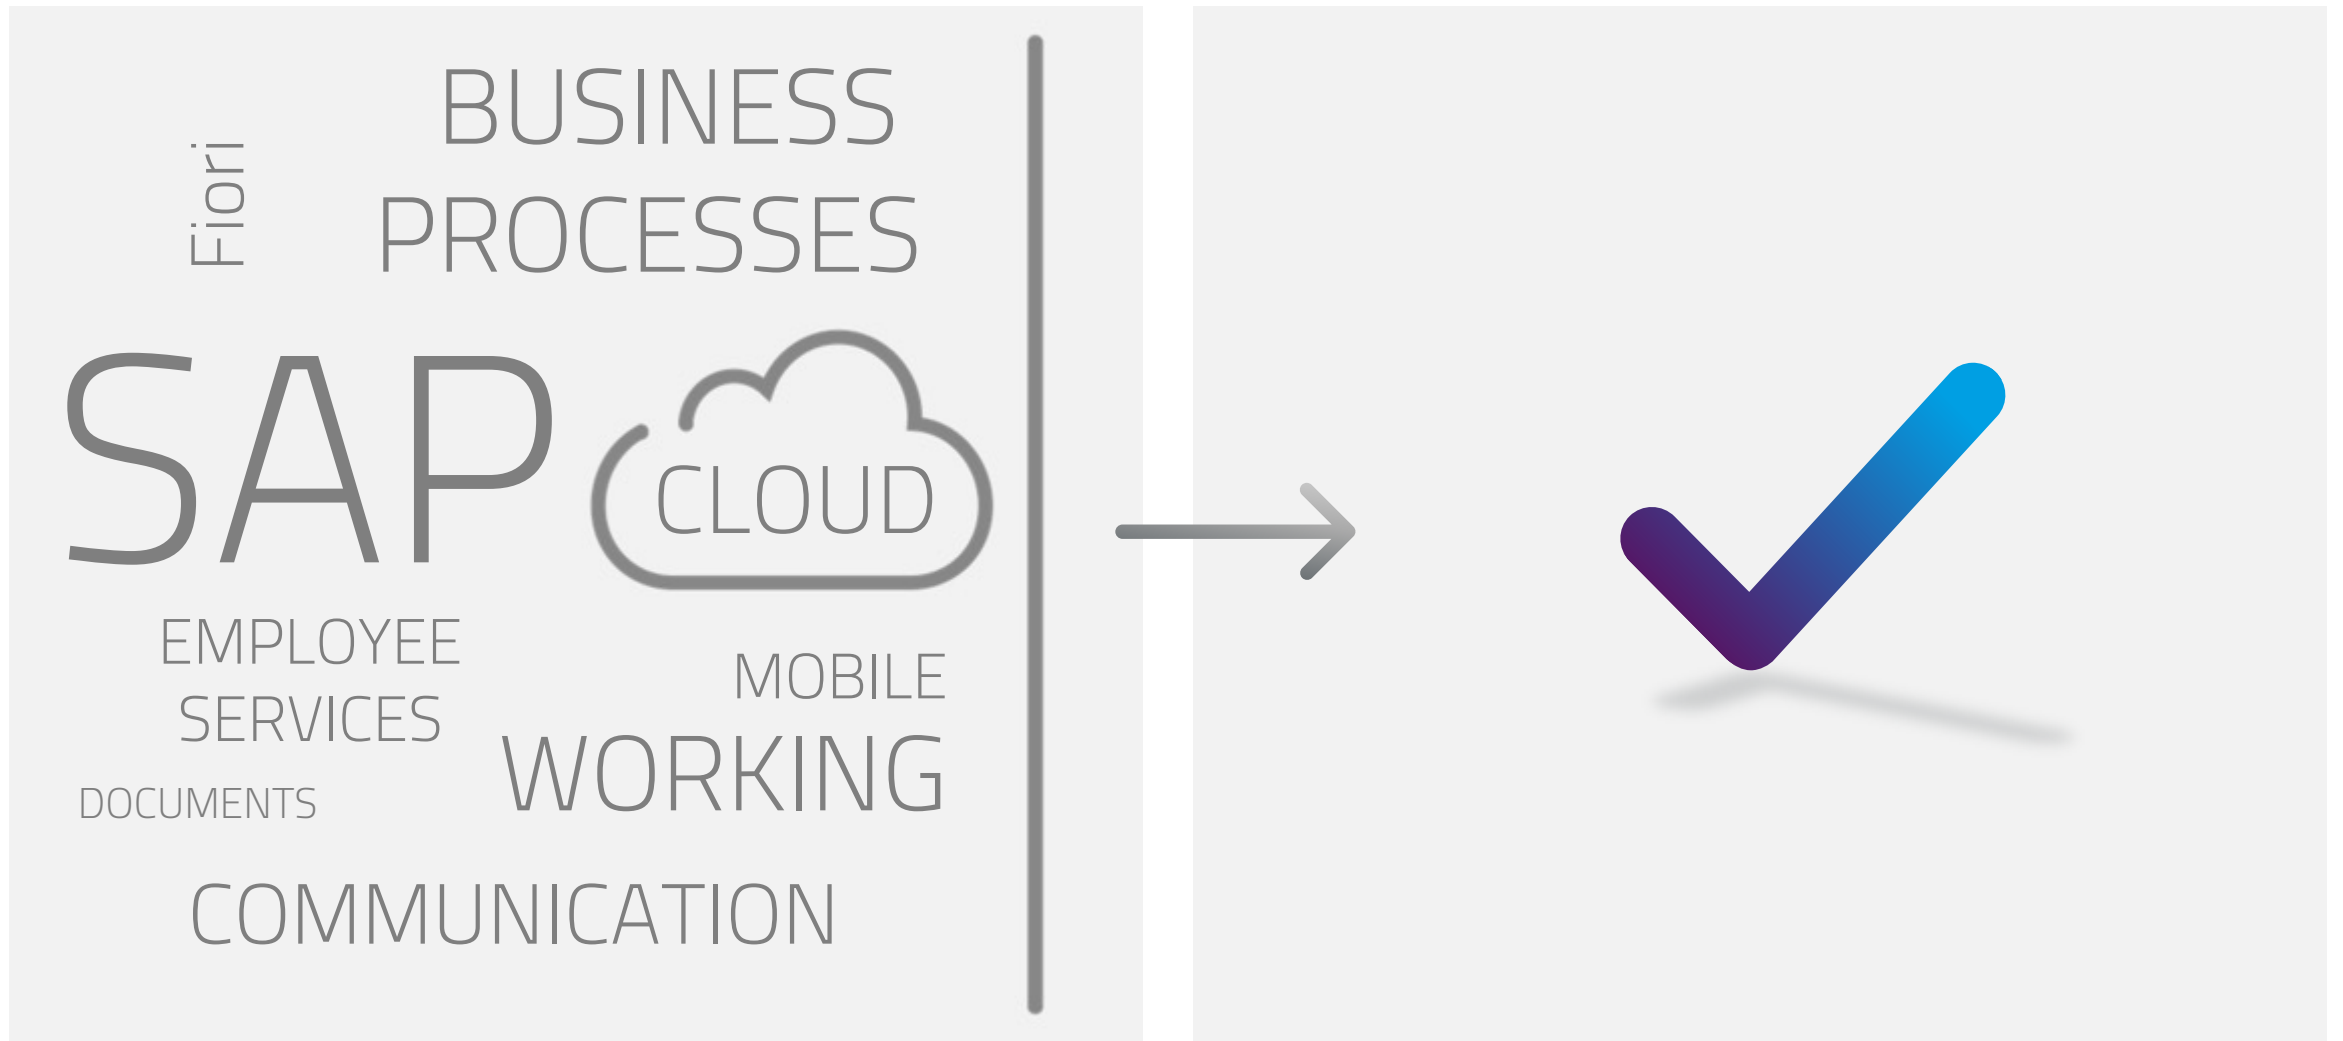 BUSINESS
PROCESSES
Fiori
SAP
CLOUD
EMPLOYEE
SERVICES
MOBILE
WORKING
DOCUMENTS
COMMUNICATION